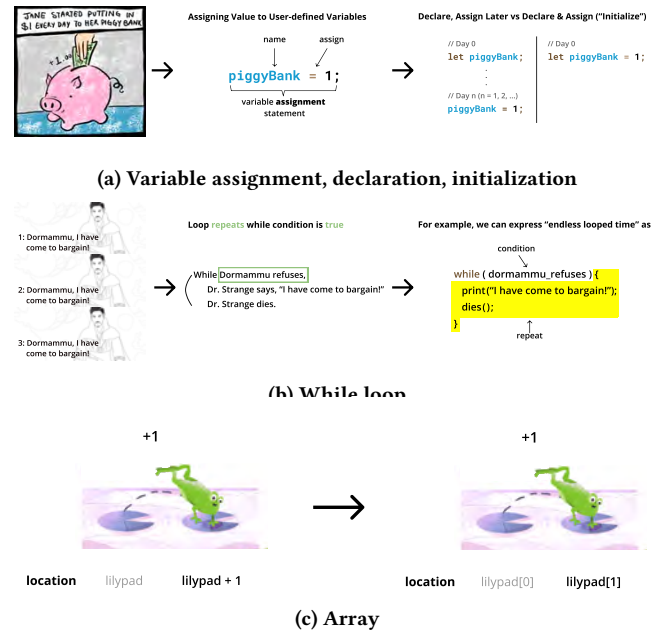 JANE STARTED PUTTING IN
$1 EVERY DAY TO HER PIGGY BANK
+1.00
Assigning Value to User-defined Variables
name
assign
piggyBank = 1;
variable assignment
statement
Declare, Assign Later vs Declare & Assign ("Initialize")
// Day 0
let piggyBank;
.
.
.
// Day n (n = 1, 2, ...)
piggyBank = 1;
// Day 0
let piggyBank = 1;
(a) Variable assignment, declaration, initialization
1: Dormammu, I have
come to bargain!
2: Dormammu, I have
come to bargain!
3: Dormammu, I have
come to bargain!
Loop repeats while condition is true
While Dormammu refuses,
Dr. Strange says, "I have come to bargain!"
Dr. Strange dies.
For example, we can express "endless looped time" as
condition
while ( dormammu_refuses ) {
print("I have come to bargain!");
dies();
}
repeat
(b) While loop
+1
location lilypad lilypad + 1
+1
location lilypad[0] lilypad[1]
(c) Array